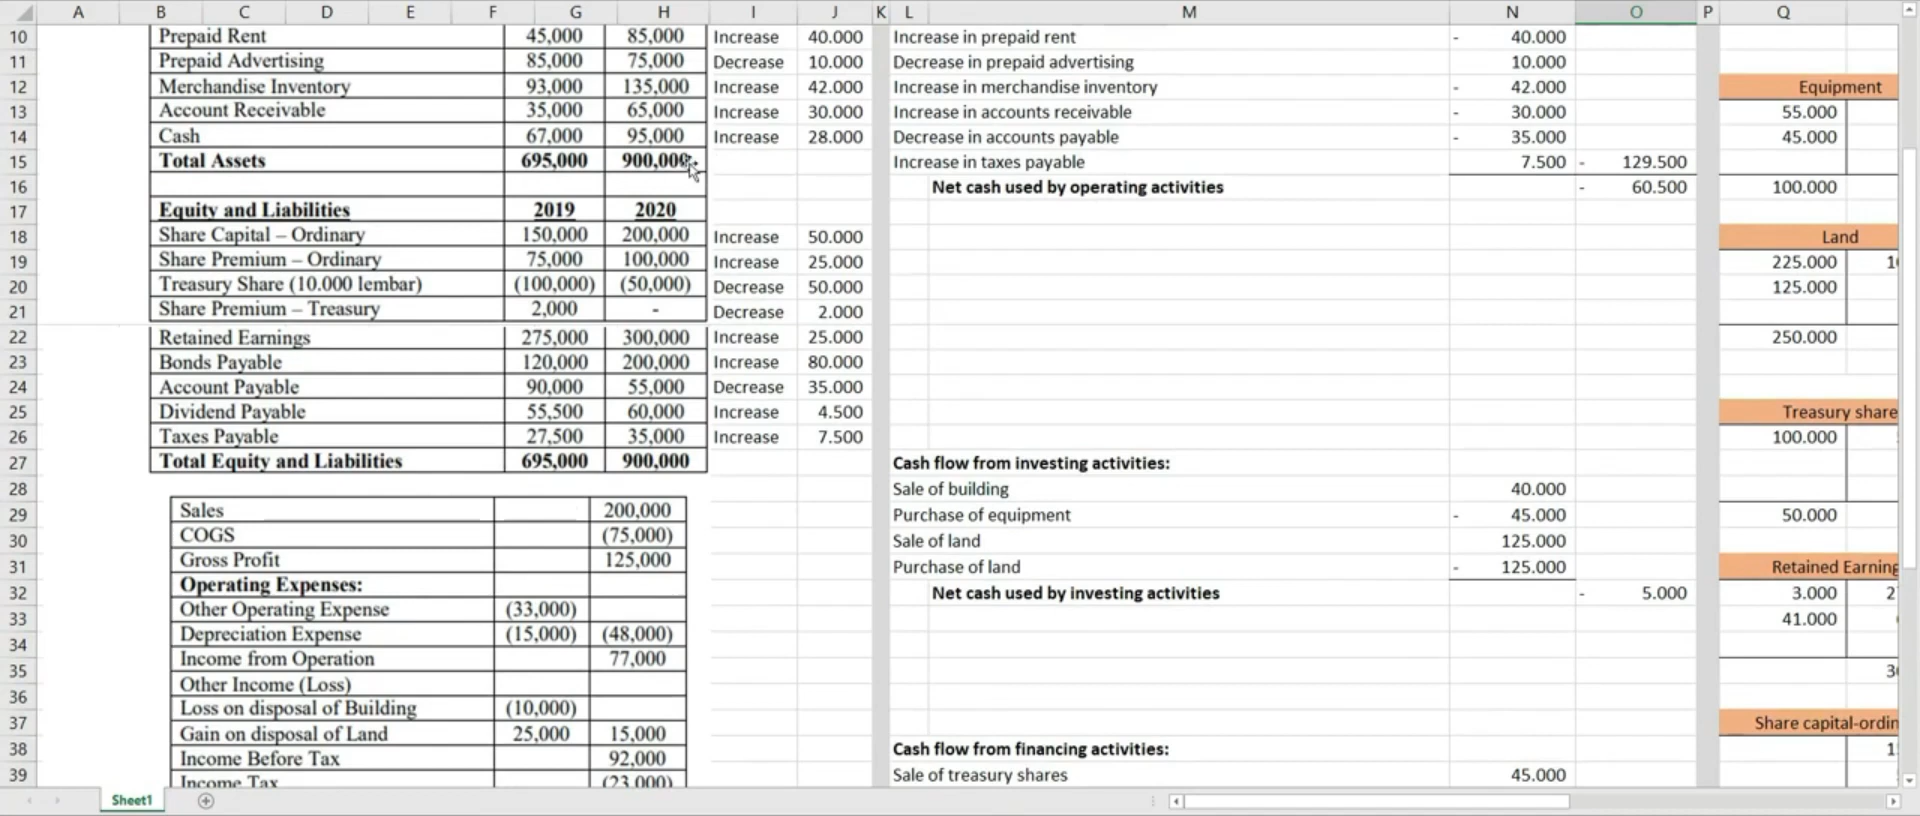 A B C D E F G H I J K L M N O P Q
10 Prepaid Rent 45,000 85,000 Increase 40.000 Increase in prepaid rent - 40.000
11 Prepaid Advertising 85,000 75,000 Decrease 10.000 Decrease in prepaid advertising 10.000
12 Merchandise Inventory 93,000 135,000 Increase 42.000 Increase in merchandise inventory - 42.000 Equipment
13 Account Receivable 35,000 65,000 Increase 30.000 Increase in accounts receivable - 30.000 55.000
14 Cash 67,000 95,000 Increase 28.000 Decrease in accounts payable - 35.000 45.000
15 Total Assets 695,000 900,000 Increase in taxes payable 7.500 - 129.500
16 Net cash used by operating activities - 60.500 100.000
17 Equity and Liabilities 2019 2020
18 Share Capital – Ordinary 150,000 200,000 Increase 50.000 Land
19 Share Premium – Ordinary 75,000 100,000 Increase 25.000 225.000
20 Treasury Share (10.000 lembar) (100,000) (50,000) Decrease 50.000 125.000
21 Share Premium – Treasury 2,000 - Decrease 2.000
22 Retained Earnings 275,000 300,000 Increase 25.000 250.000
23 Bonds Payable 120,000 200,000 Increase 80.000
24 Account Payable 90,000 55,000 Decrease 35.000
25 Dividend Payable 55,500 60,000 Increase 4.500 Treasury share
26 Taxes Payable 27,500 35,000 Increase 7.500 100.000
27 Total Equity and Liabilities 695,000 900,000 Cash flow from investing activities:
28 Sale of building 40.000
29 Sales 200,000 Purchase of equipment - 45.000 50.000
30 COGS (75,000) Sale of land 125.000
31 Gross Profit 125,000 Purchase of land - 125.000 Retained Earning
32 Operating Expenses: Net cash used by investing activities - 5.000 3.000
33 Other Operating Expense (33,000) 41.000
34 Depreciation Expense (15,000) (48,000)
35 Income from Operation 77,000
36 Other Income (Loss)
37 Loss on disposal of Building (10,000) Share capital-ordin
38 Gain on disposal of Land 25,000 15,000 Cash flow from financing activities:
39 Income Before Tax 92,000 Sale of treasury shares 45.000
Income Tax (23,000)
Sheet1